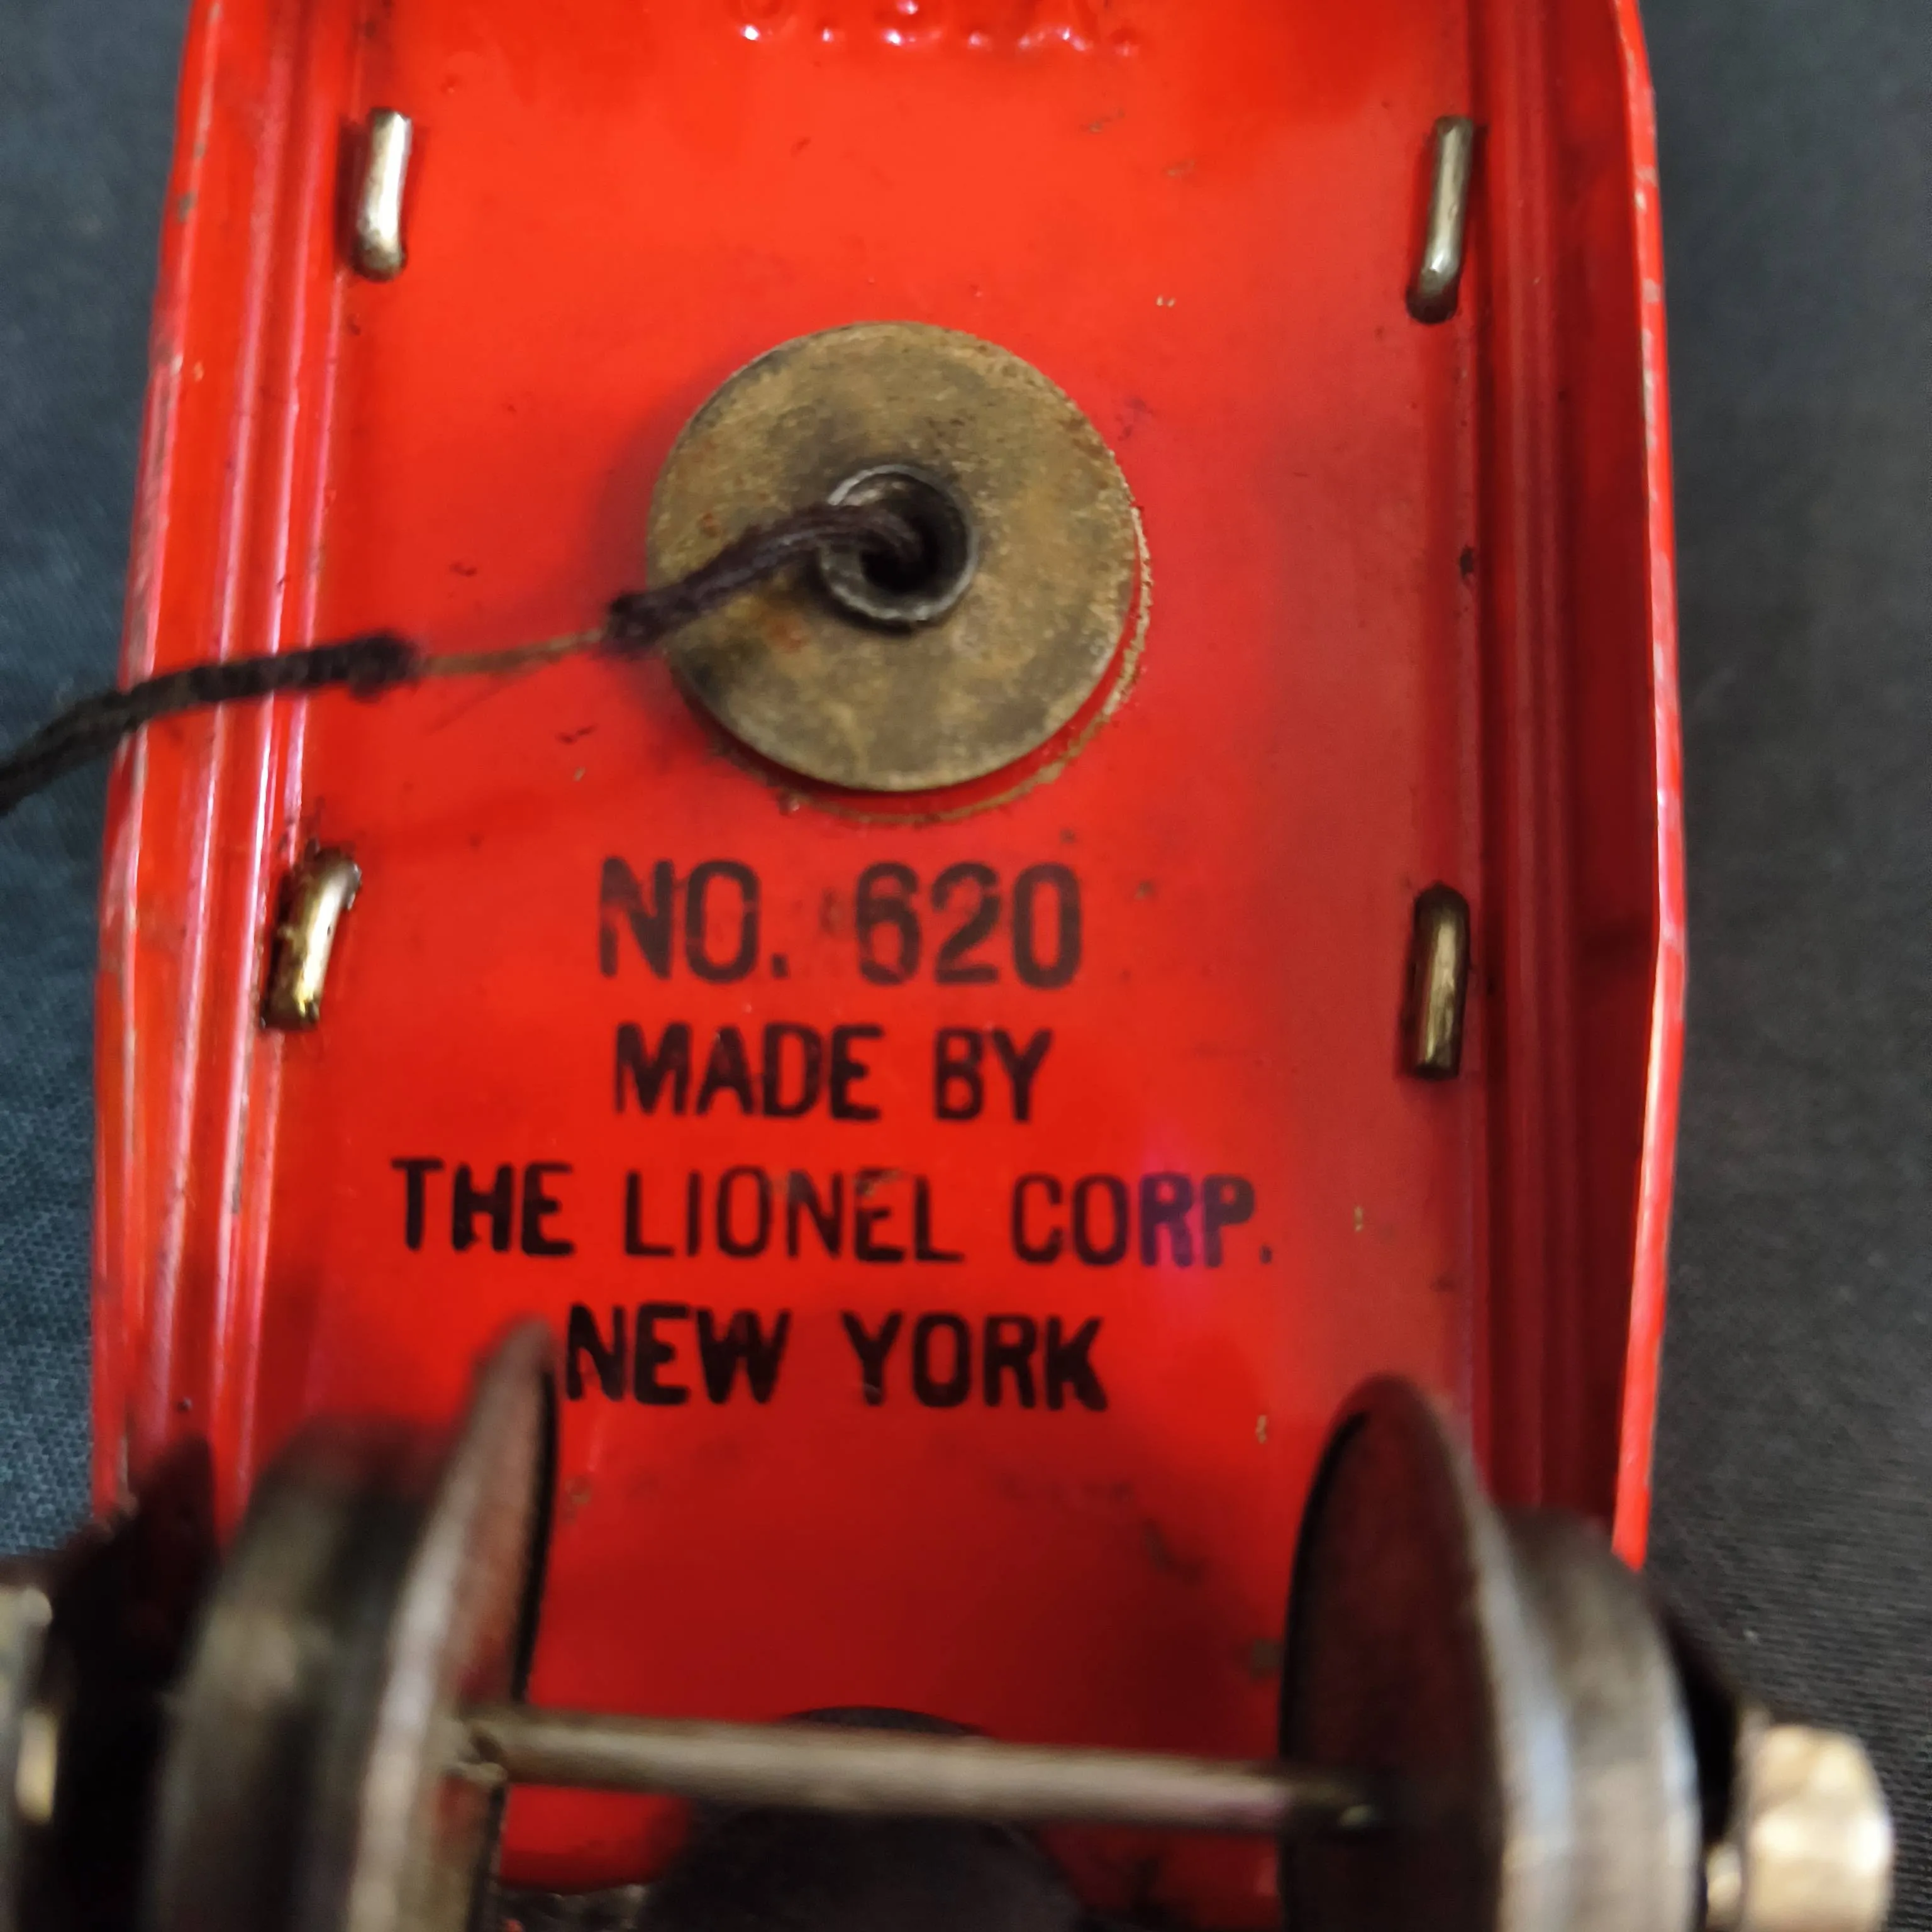 U.S.A.
NO. 620
MADE BY
THE LIONEL CORP.
NEW YORK